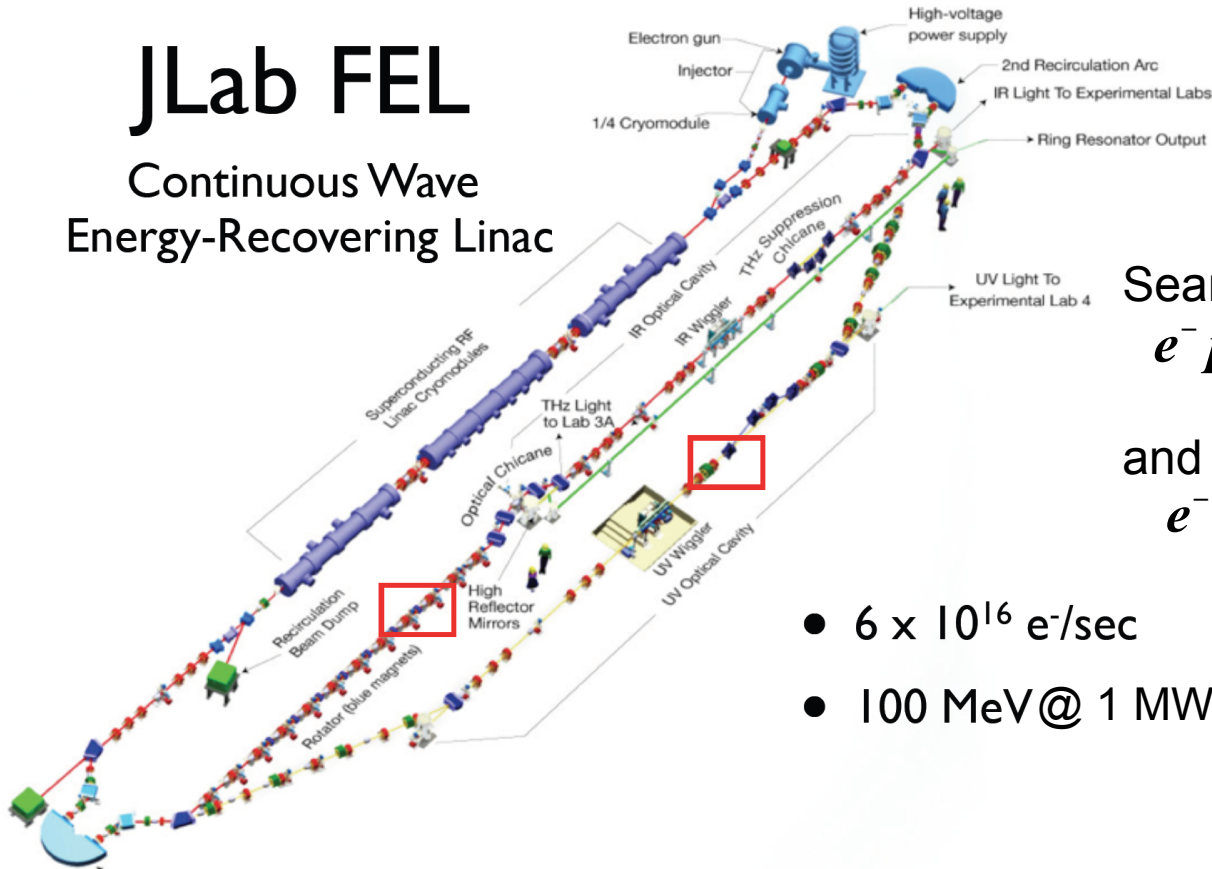 JLab FEL
Continuous Wave
Energy-Recovering Linac
High-voltage
power supply
Electron gun
Injector
1/4 Cryomodule
2nd Recirculation Arc
IR Light To Experimental Labs
Ring Resonator Output
THz Suppression
Chicane
IR Optical Cavity
IR Wiggler
UV Light To
Experimental Lab 4
Superconducting RF
Linac Cryomodules
THz Light
to Lab 3A
Optical Chicane
UV Wiggler
UV Optical Cavity
High
Reflector
Mirrors
Recirculation
Beam Dump
Rotator (blue magnets)
e⁻
and
e⁻
● 6 x 10¹⁶ e⁻/sec
● 100 MeV@ 1 MW